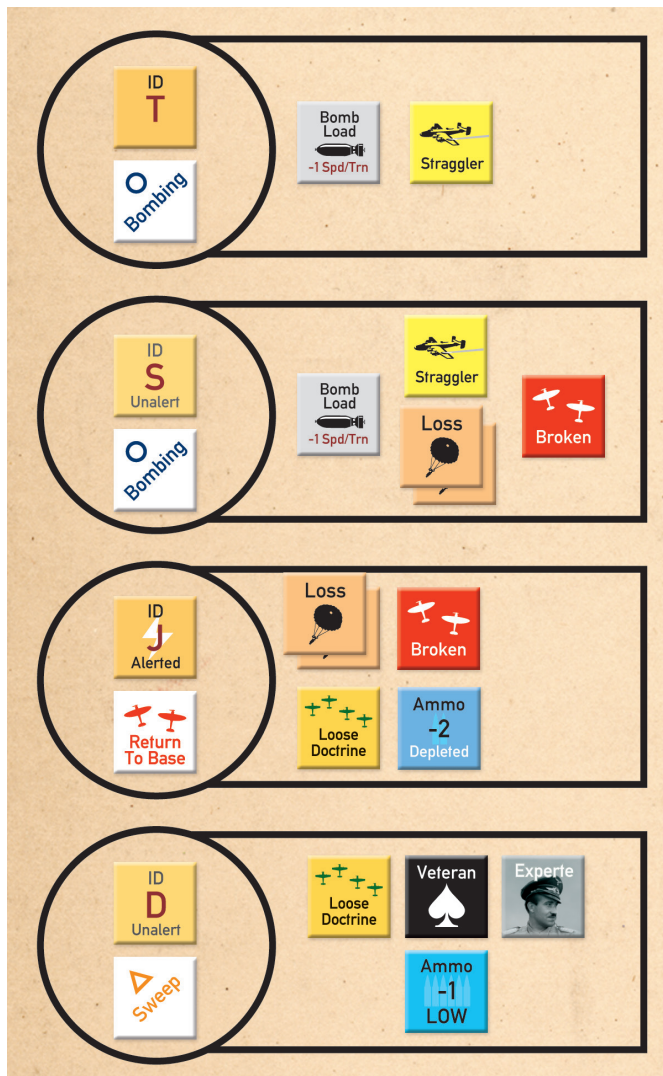 ID
T
Bombing
Bomb
Load
-1 Spd/Trn
Straggler
ID
S
Unalert
Bombing
Bomb
Load
-1 Spd/Trn
Straggler
Loss
Broken
ID
J
Alerted
Return
To Base
Loss
Broken
Loose
Doctrine
Ammo
-2
Depleted
ID
D
Unalert
Sweep
Loose
Doctrine
Veteran
Experte
Ammo
-1
LOW